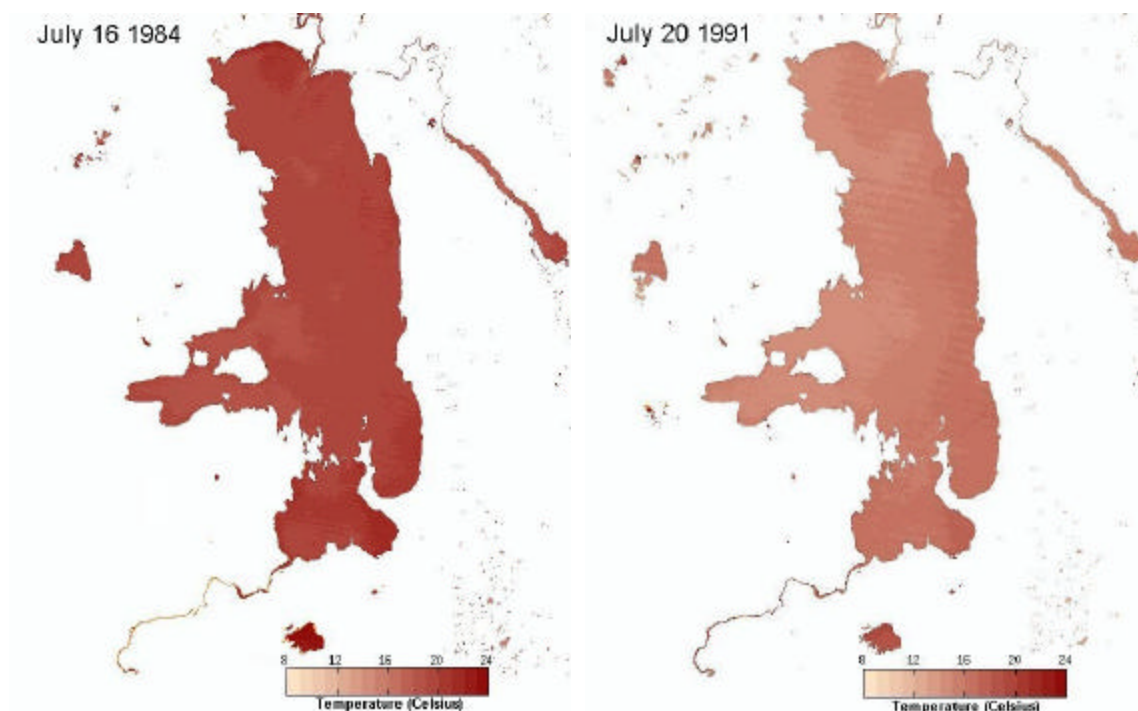 July 16 1984
July 20 1991
8 12 16 20 24
Temperature (Celsius)
8 12 16 20 24
Temperature (Celsius)